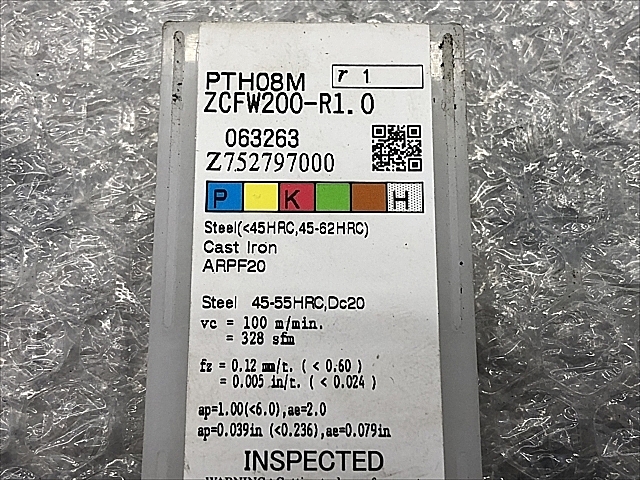 PTH08M r 1
ZCFW200-R1.0
063263
Z752797000
P K H
Steel(<45HRC,45-62HRC)
Cast Iron
ARPF20
Steel 45-55HRC,Dc20
vc = 100 m/min.
= 328 sfm
fz = 0.12 mm/t. ( < 0.60 )
= 0.005 in/t. ( < 0.024 )
ap=1.00(<6.0),ae=2.0
ap=0.039in (<0.236),ae=0.079in
INSPECTED